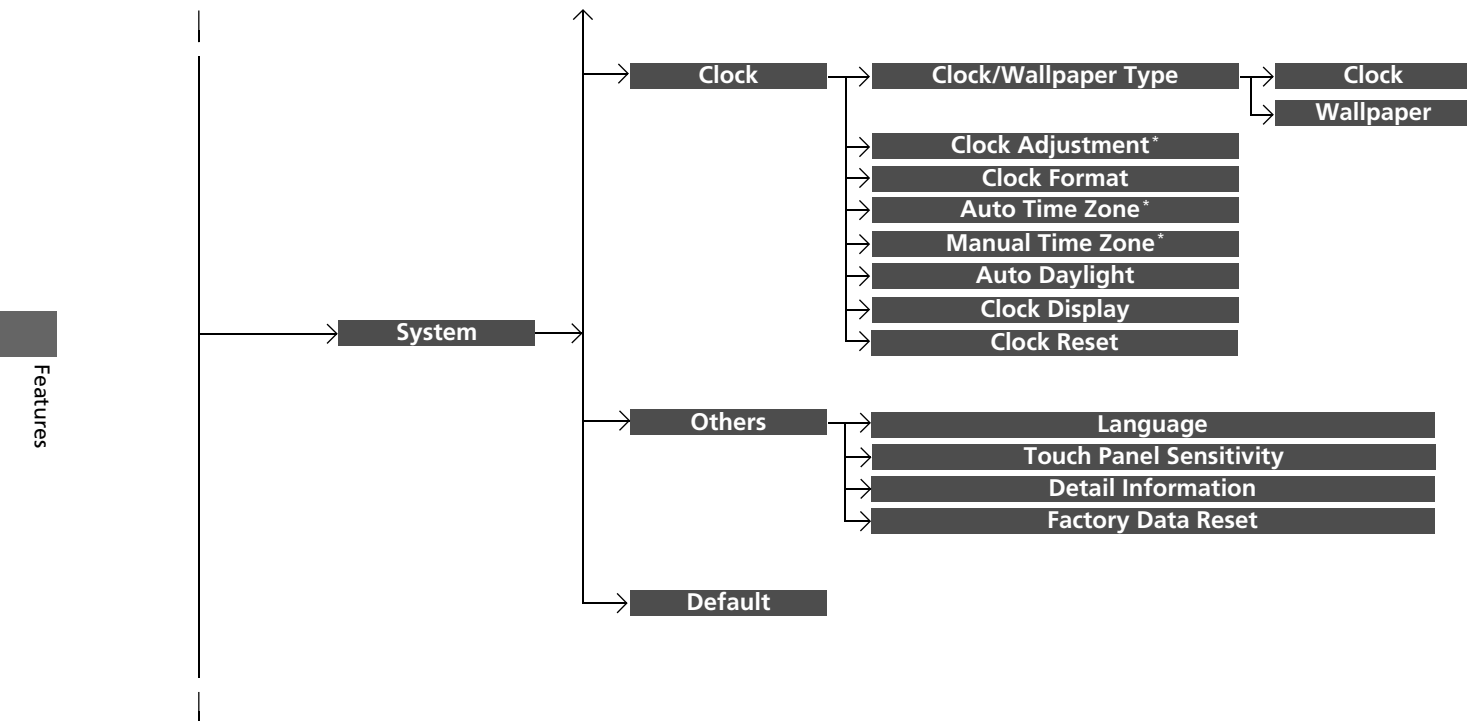 Clock
Clock/Wallpaper Type
Clock
Wallpaper
Clock Adjustment*
Clock Format
Auto Time Zone*
Manual Time Zone*
Auto Daylight
Clock Display
Clock Reset
System
Features
Others
Language
Touch Panel Sensitivity
Detail Information
Factory Data Reset
Default